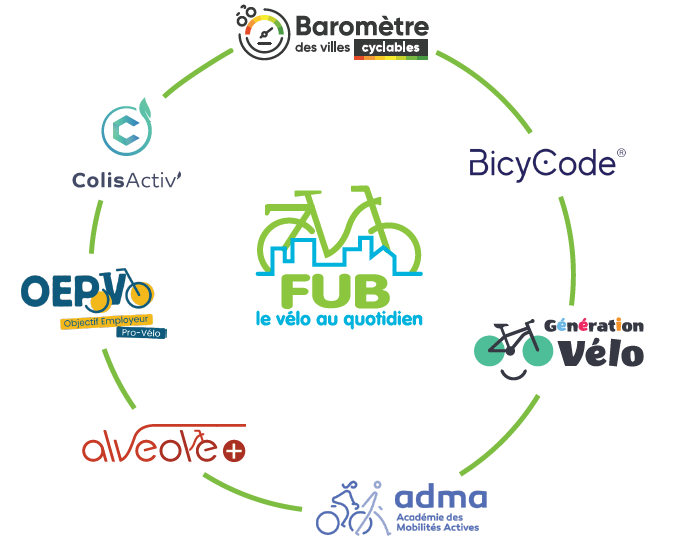 Baromètre
des villes cyclables
BicyCode®
Génération
Vélo
adma
Académie des
Mobilités Actives
alveole+
OEPV
Objectif Employeur
Pro-Vélo
ColisActiv'
FUB
le vélo au quotidien